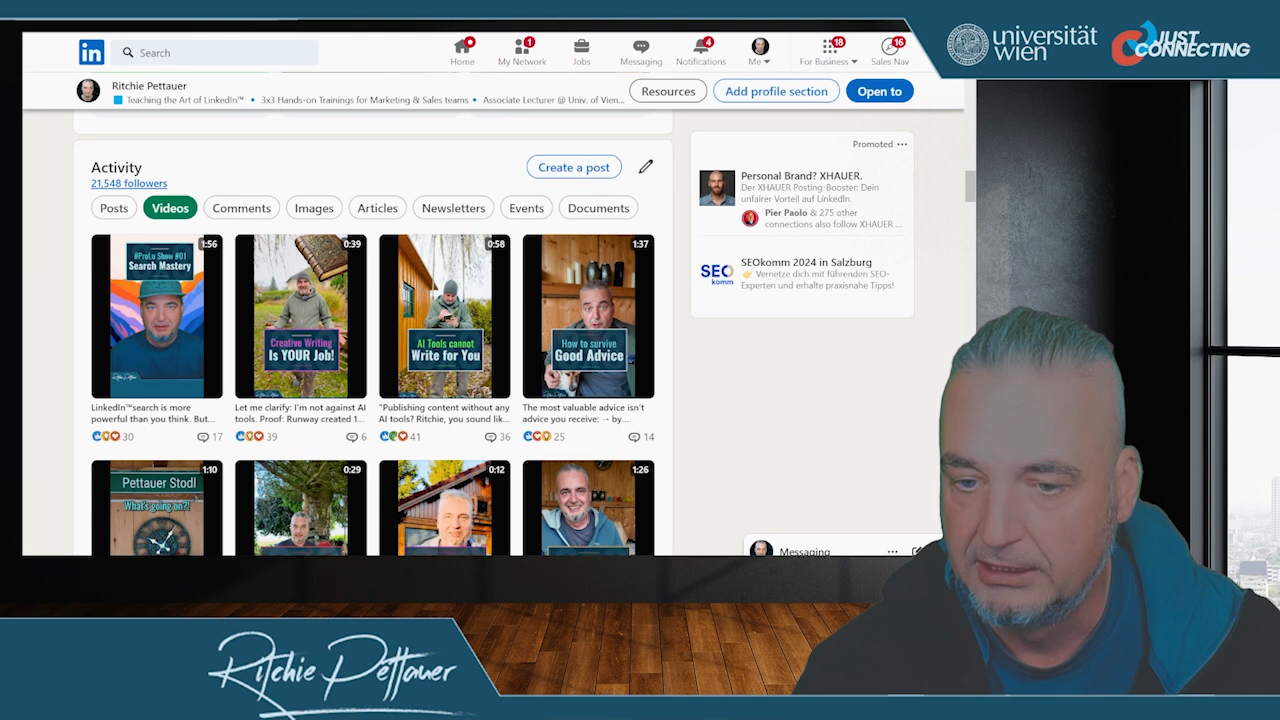 Search
Home
1
My Network
Jobs
Messaging
4
Notifications
Me
18
For Business
16
Sales Nav
universität
wien
JUST
CONNECTING
Ritchie Pettauer
Teaching the Art of LinkedIn™ • 3x3 Hands-on Trainings for Marketing & Sales teams • Associate Lecturer @ Univ. of Vien...
Resources
Add profile section
Open to
Activity
21,548 followers
Create a post
Posts
Videos
Comments
Images
Articles
Newsletters
Events
Documents
1:56
#ProLo Show #01
Search Mastery
0:39
Creative Writing
Is YOUR Job!
0:58
AI Tools cannot
Write for You
1:37
How to survive
Good Advice
LinkedIn™search is more
powerful than you think. But...
30
17
Let me clarify: I'm not against AI
tools. Proof: Runway created 1...
39
6
"Publishing content without any
AI tools? Ritchie, you sound lik...
41
36
The most valuable advice isn't
advice you receive: → by...
25
14
1:10
Pettauer Stodl
What's going on?!
0:29
0:12
1:26
Promoted
Personal Brand? XHAUER.
Der XHAUER Posting-Booster: Dein
unfairer Vorteil auf LinkedIn.
Pier Paolo & 275 other
connections also follow XHAUER ...
SEO
komm
SEOkomm 2024 in Salzburg
👉 Vernetze dich mit führenden SEO-
Experten und erhalte praxisnahe Tipps!
Messaging
Ritchie Pettauer